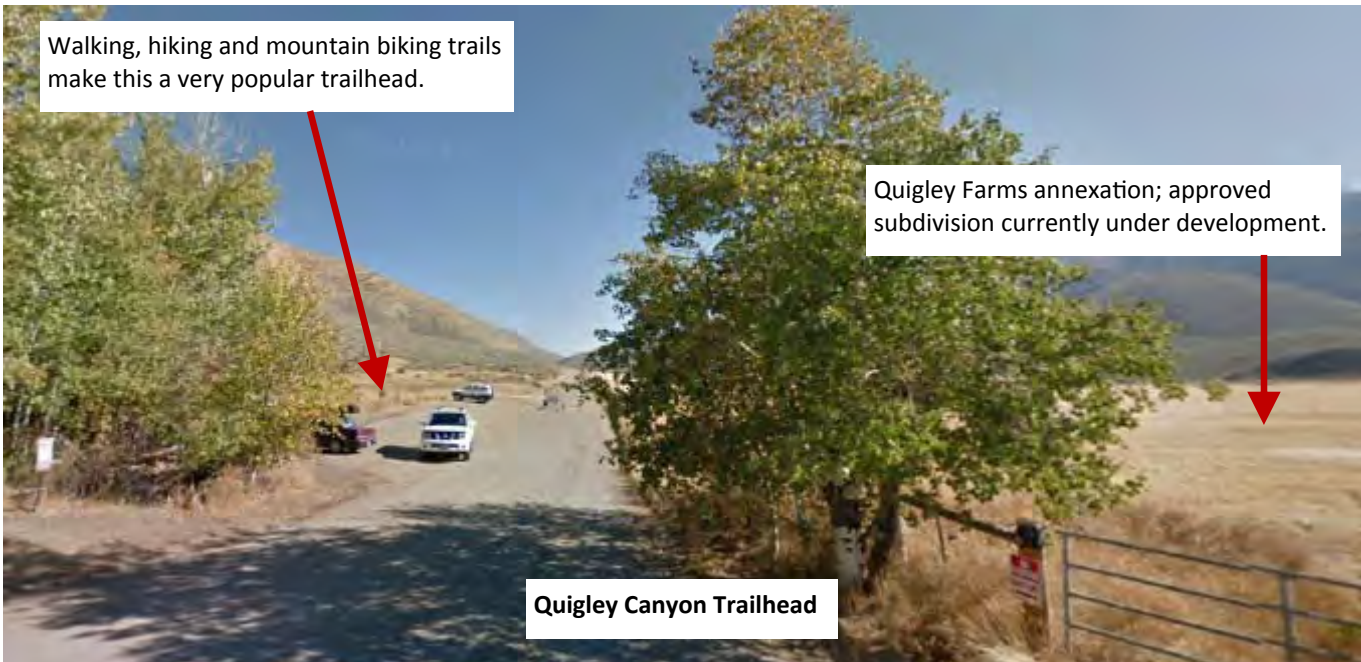 Walking, hiking and mountain biking trails
make this a very popular trailhead.
Quigley Farms annexation; approved
subdivision currently under development.
Quigley Canyon Trailhead